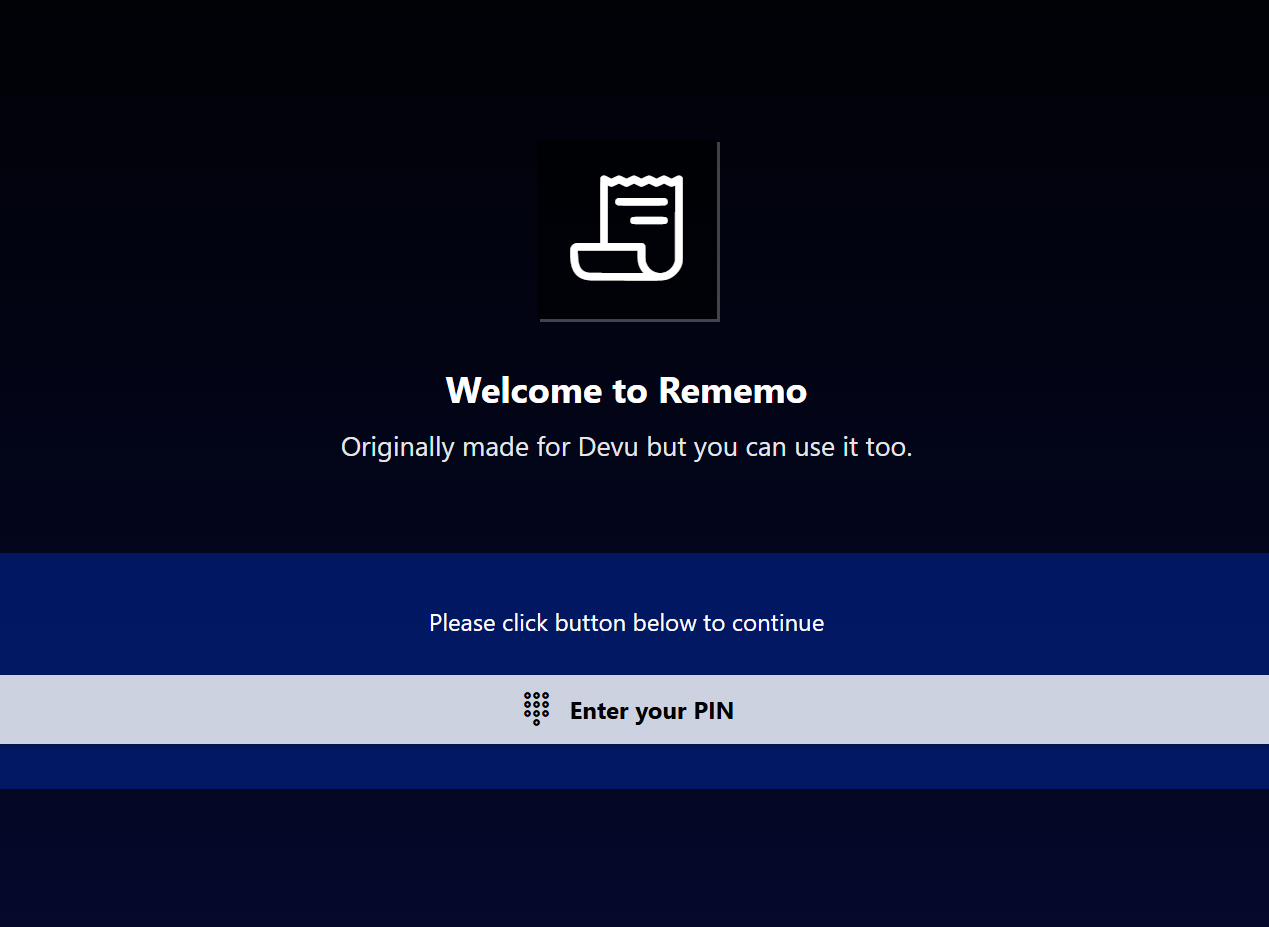 Welcome to Rememo
Originally made for Devu but you can use it too.
Please click button below to continue
Enter your PIN